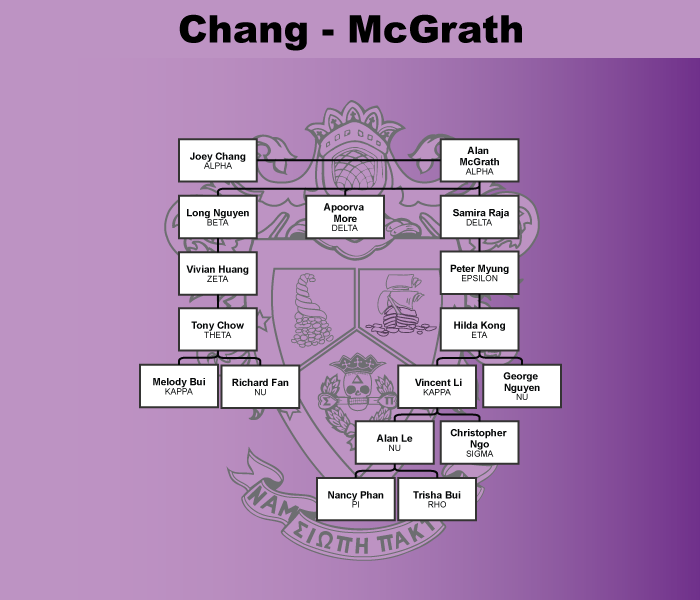 Chang - McGrath
Joey Chang
ALPHA
Alan
McGrath
ALPHA
Long Nguyen
BETA
Apoorva
More
DELTA
Samira Raja
DELTA
Vivian Huang
ZETA
Peter Myung
EPSILON
Tony Chow
THETA
Hilda Kong
ETA
Melody Bui
KAPPA
Richard Fan
NU
Vincent Li
KAPPA
George
Nguyen
NU
Alan Le
NU
Christopher
Ngo
SIGMA
Nancy Phan
PI
Trisha Bui
RHO
Δ
Σ Π
ΣΙΩΠΗ ΠΑΚΤ